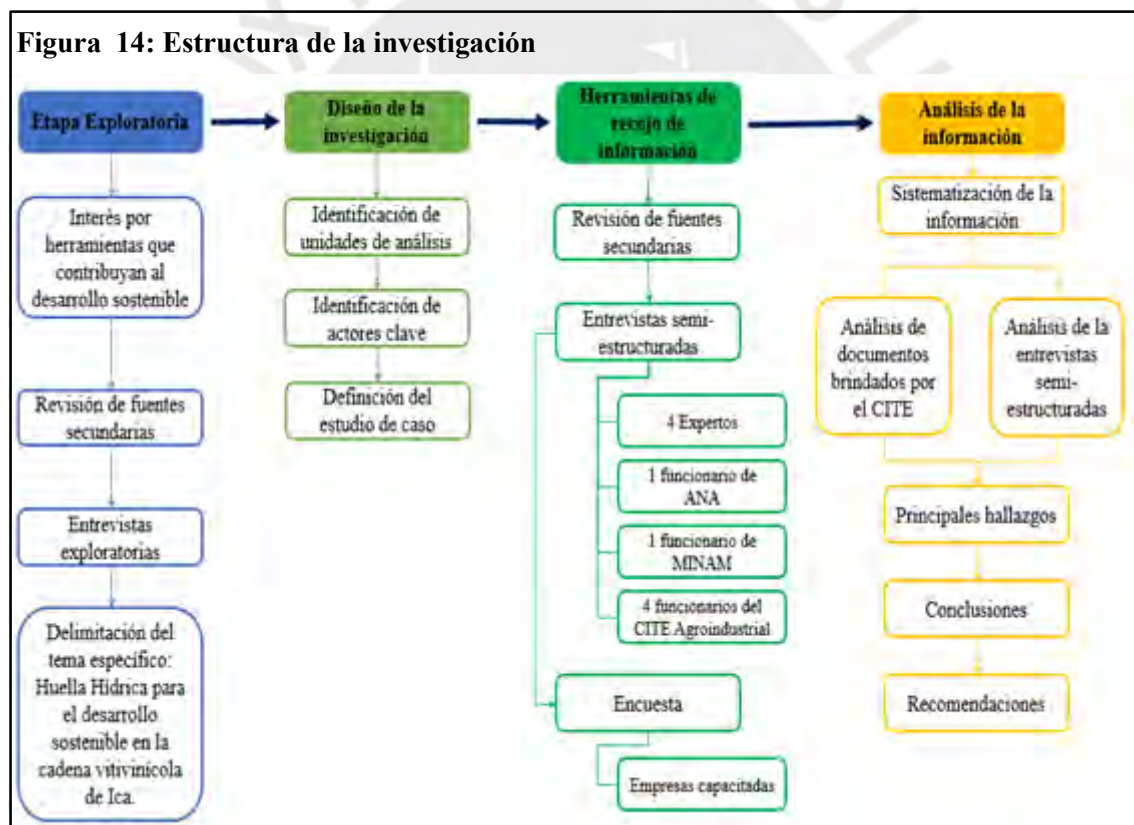 Figura 14: Estructura de la investigación
Etapa Exploratoria
Interés por
herramientas que
contribuyan al
desarrollo sostenible
Revisión de fuentes
secundarias
Entrevistas
exploratorias
Delimitación del
tema específico:
Huella Hídrica para
el desarrollo
sostenible en la
cadena vitivinícola
de Ica.
Diseño de la
investigación
Identificación de
unidades de análisis
Identificación de
actores clave
Definición del
estudio de caso
Herramientas de
recojo de
información
Revisión de fuentes
secundarias
Entrevistas semi-
estructuradas
4 Expertos
1 funcionario de
ANA
1 funcionario de
MINAM
4 funcionarios del
CITE Agroindustrial
Encuesta
Empresas capacitadas
Análisis de la
información
Sistematización de la
información
Análisis de
documentos
brindados por
el CITE
Análisis de la
entrevistas
semi-
estructuradas
Principales hallazgos
Conclusiones
Recomendaciones